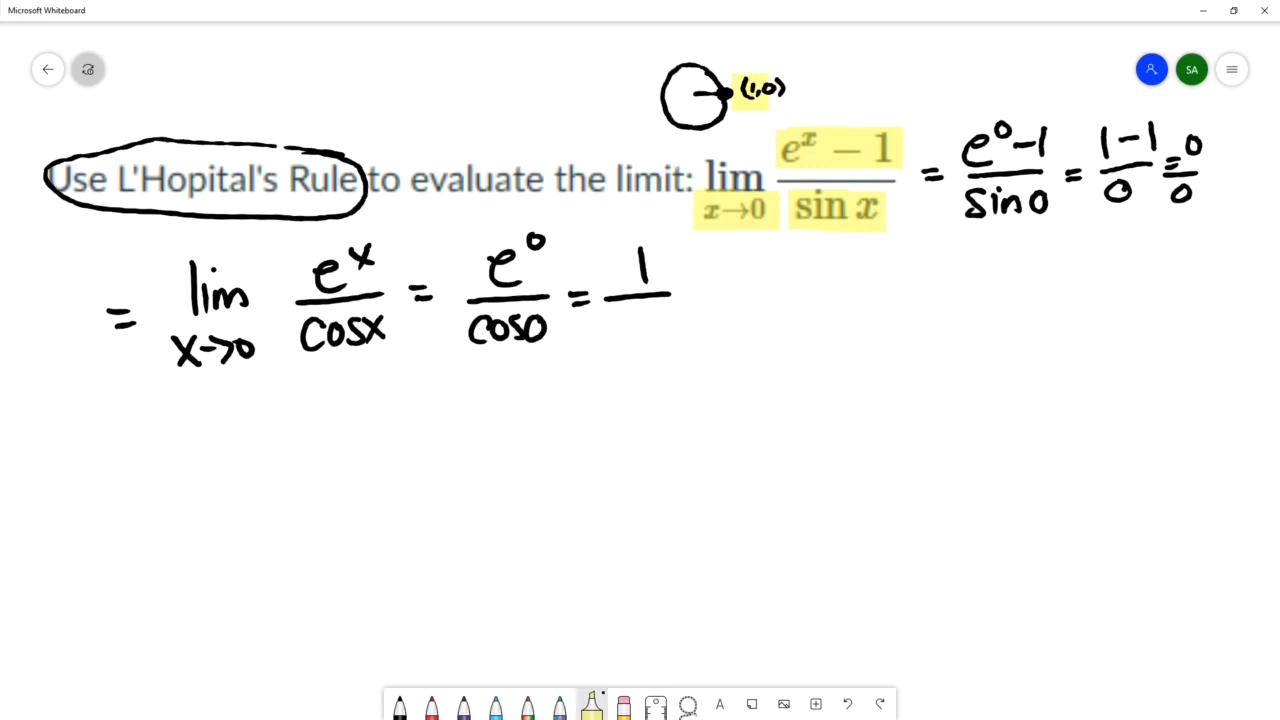 Microsoft Whiteboard
SA
(1,0)
Use L'Hopital's Rule to evaluate the limit: lim x→0 (e^x − 1)/(sin x) = (e^0 − 1)/(sin 0) = (1 − 1)/0 = 0/0
= lim x→0 e^x/cos x = e^0/cos 0 = 1/
A